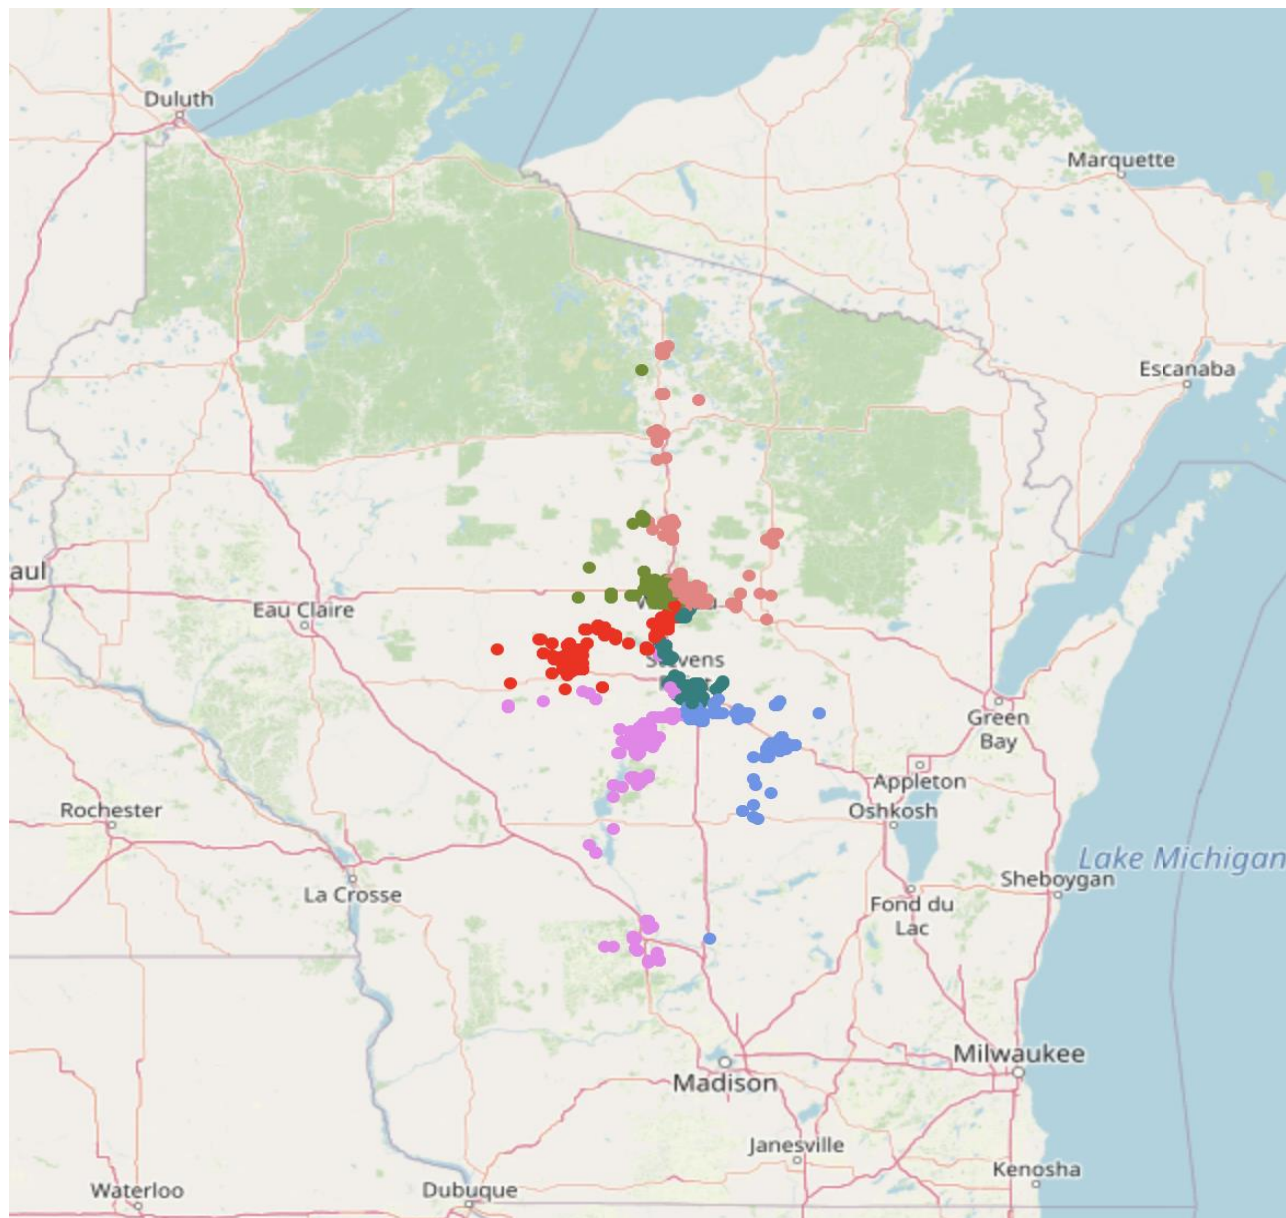 Duluth
Marquette
Escanaba
aul
Eau Claire
Green
Bay
Appleton
Rochester
Oshkosh
Lake Michigan
Sheboygan
La Crosse
Fond du
Lac
Milwaukee
Madison
Janesville
Kenosha
Waterloo
Dubuque